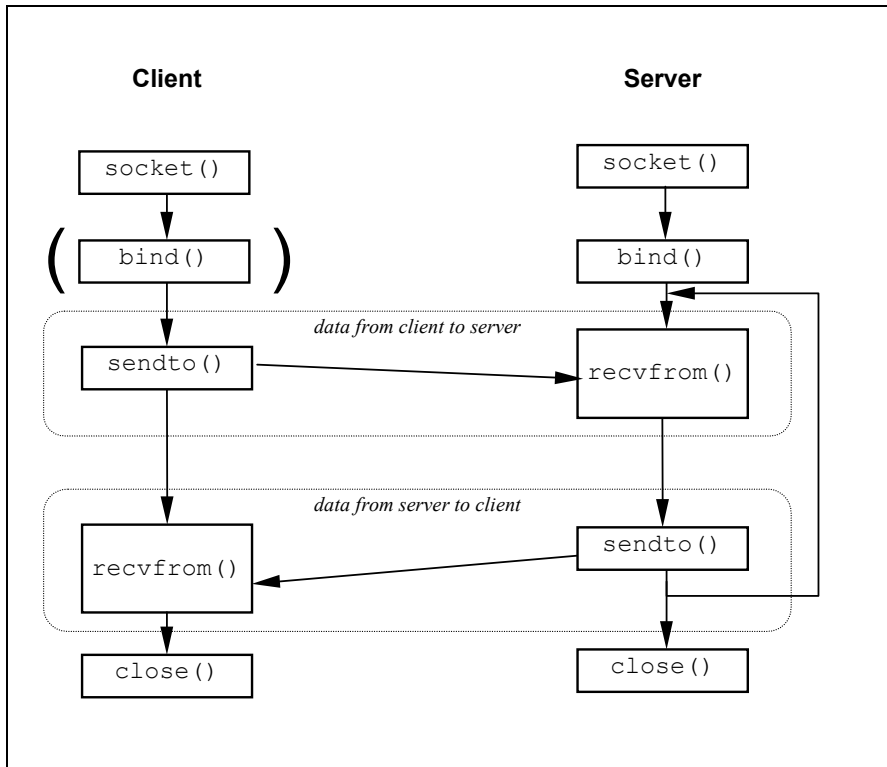 Client
Server
socket()
socket()
( bind() )
bind()
data from client to server
sendto()
recvfrom()
data from server to client
recvfrom()
sendto()
close()
close()